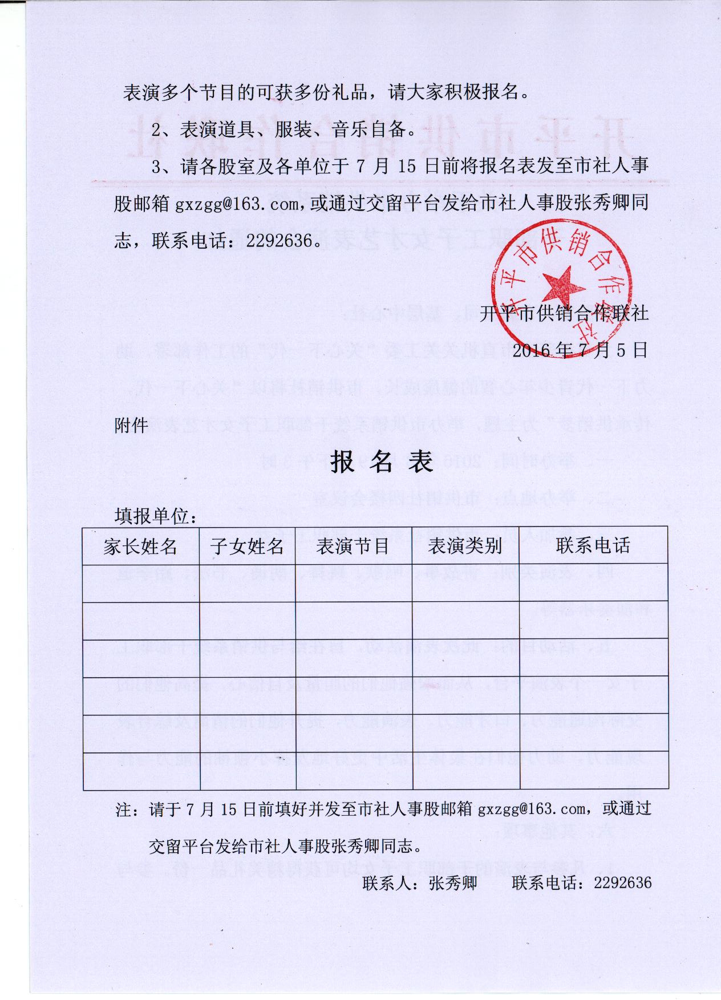 表演多个节目的可获多份礼品，请大家积极报名。
2、表演道具、服装、音乐自备。
3、请各股室及各单位于 7 月 15 日前将报名表发至市社人事
股邮箱 gxzgg@163.com，或通过交留平台发给市社人事股张秀卿同
志，联系电话：2292636。
开平市供销合作联社
开平市供销合作联社
2016 年 7 月 5 日
附件
报 名 表
填报单位：
家长姓名 子女姓名 表演节目 表演类别 联系电话
注：请于 7 月 15 日前填好并发至市社人事股邮箱 gxzgg@163.com，或通过
交留平台发给市社人事股张秀卿同志。
联系人：张秀卿 联系电话：2292636